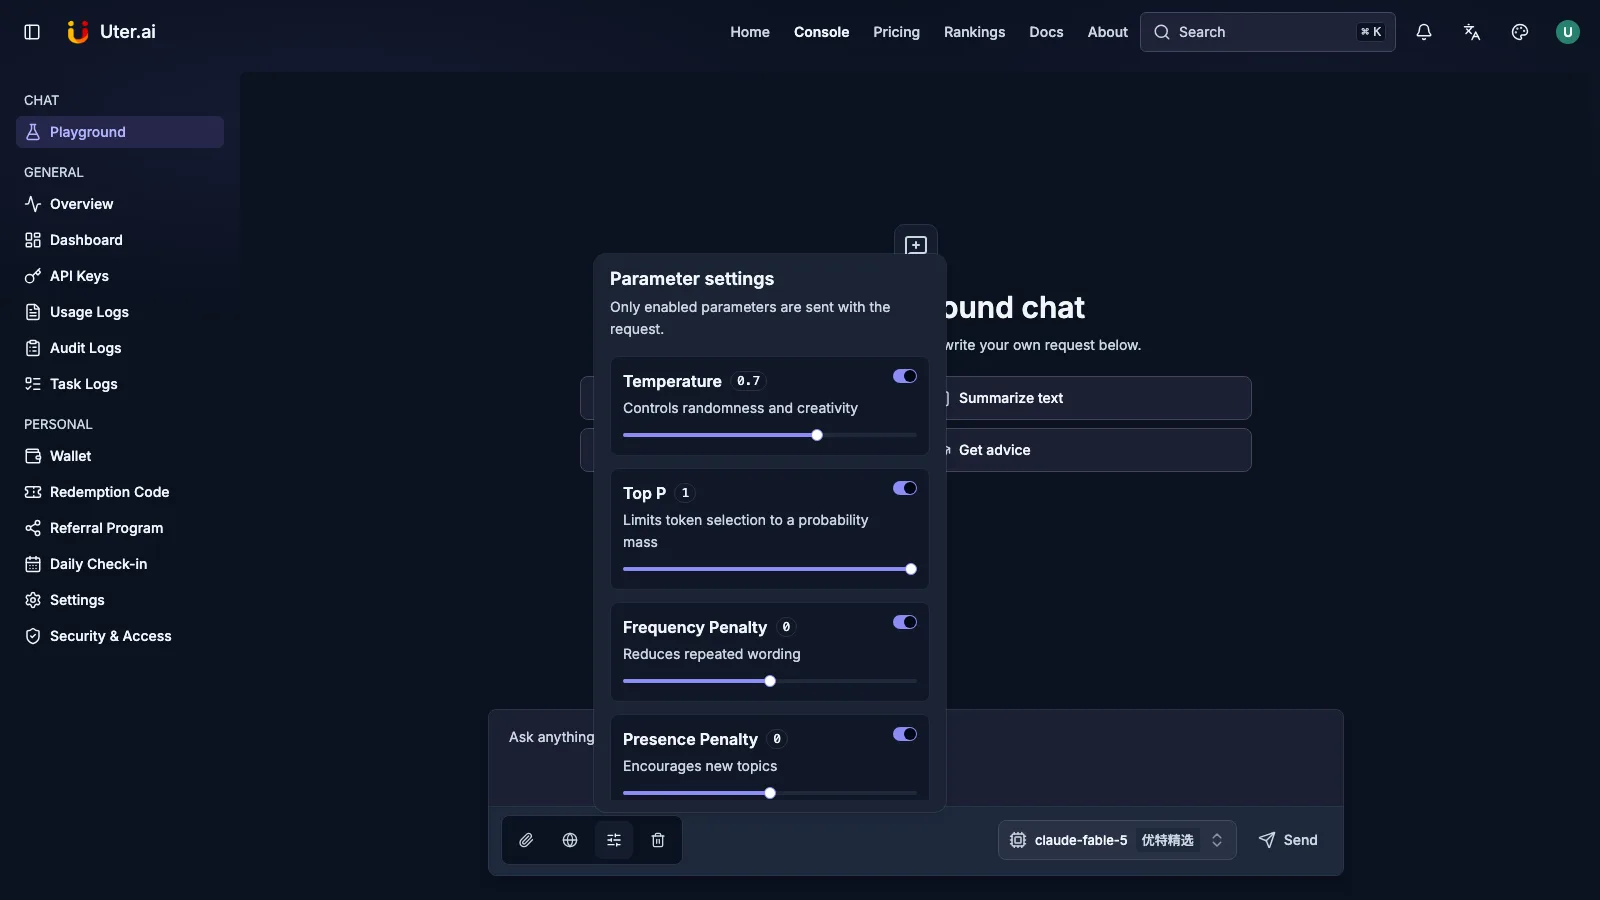 Uter.ai
Home
Console
Pricing
Rankings
Docs
About
Search
⌘ K
U
CHAT
Playground
GENERAL
Overview
Dashboard
API Keys
Usage Logs
Audit Logs
Task Logs
PERSONAL
Wallet
Redemption Code
Referral Program
Daily Check-in
Settings
Security & Access
Parameter settings
Only enabled parameters are sent with the
request.
Temperature 0.7
Controls randomness and creativity
Top P 1
Limits token selection to a probability
mass
Frequency Penalty 0
Reduces repeated wording
Presence Penalty 0
Encourages new topics
ound chat
write your own request below.
Summarize text
Get advice
Ask anything
claude-fable-5 优特精选
Send